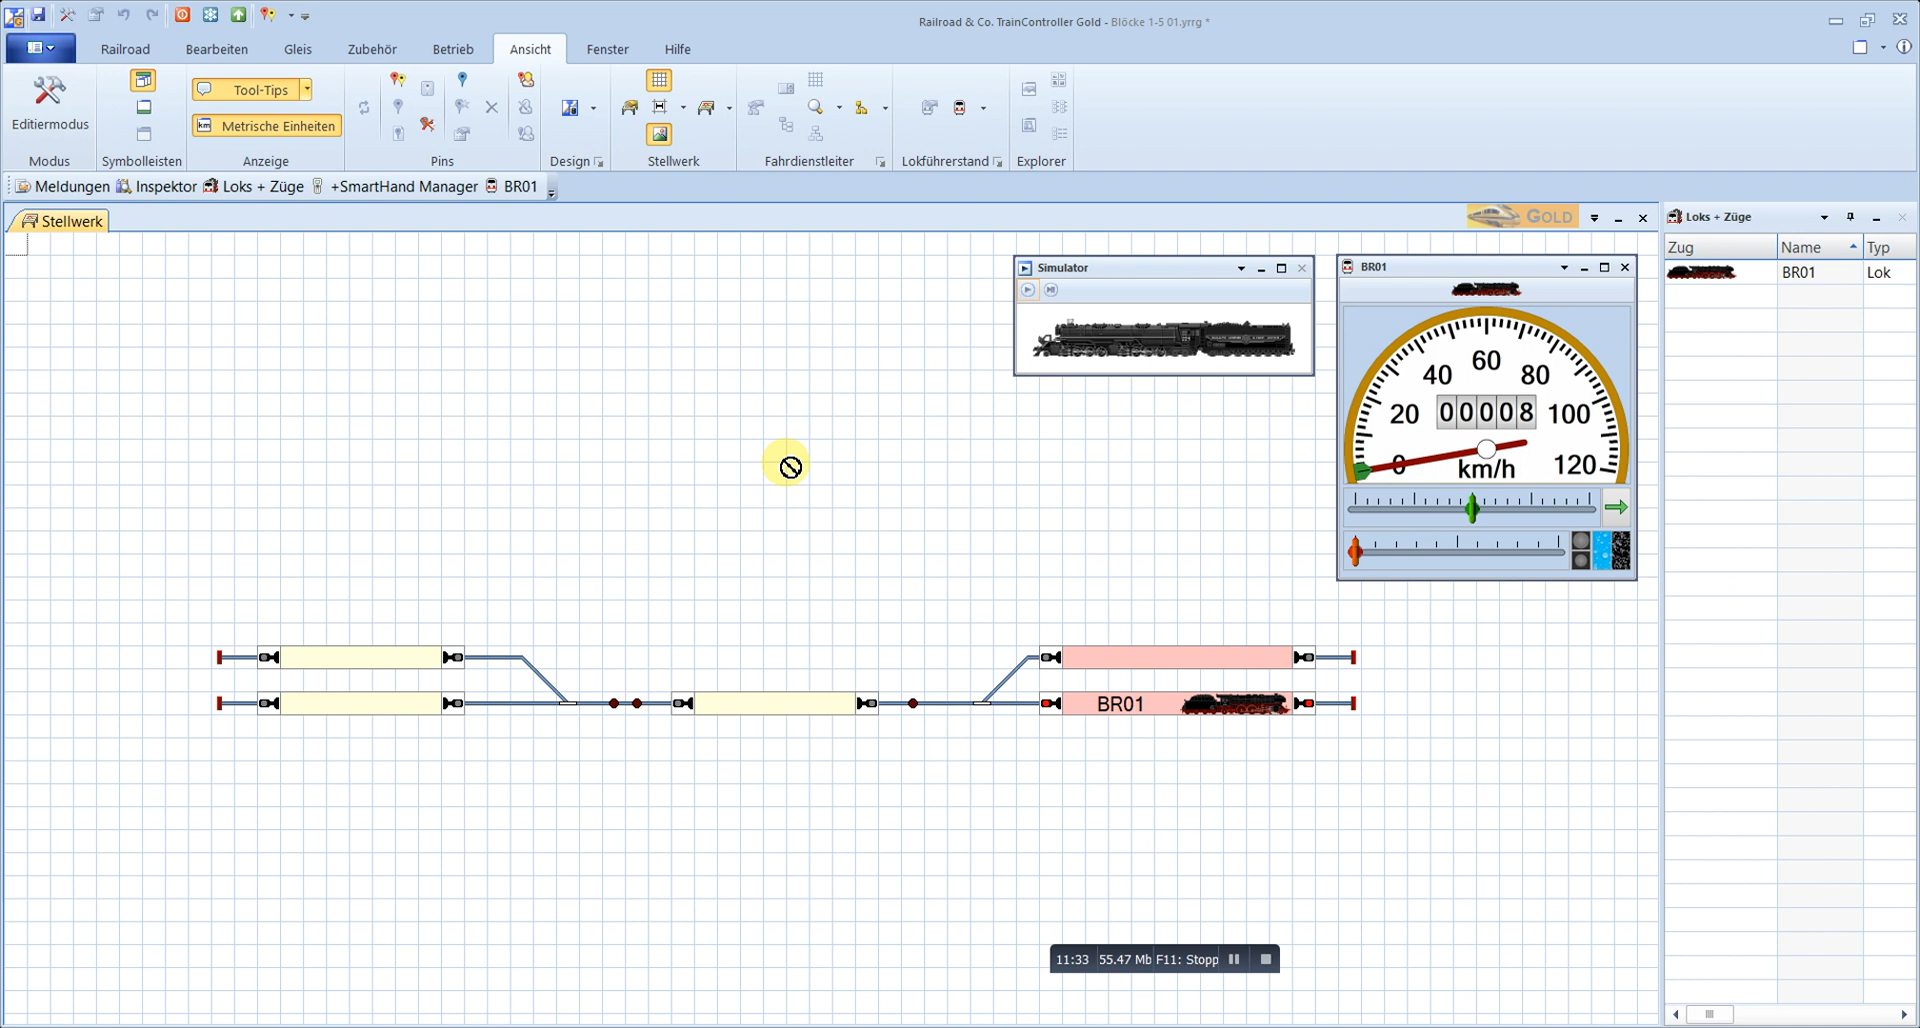 Railroad & Co. TrainController Gold - Blöcke 1-5 01.yrrg *
Railroad Bearbeiten Gleis Zubehör Betrieb Ansicht Fenster Hilfe
Editiermodus
Tool-Tips
Metrische Einheiten
Modus Symbolleisten Anzeige Pins Design Stellwerk Fahrdienstleiter Lokführerstand Explorer
Meldungen Inspektor Loks + Züge +SmartHand Manager BR01
Stellwerk
GOLD
Loks + Züge
Zug Name Typ
BR01 Lok
Simulator
BR01
0 20 40 60 80 100 120
00008
km/h
BR01
11:33 55.47 Mb F11: Stopp